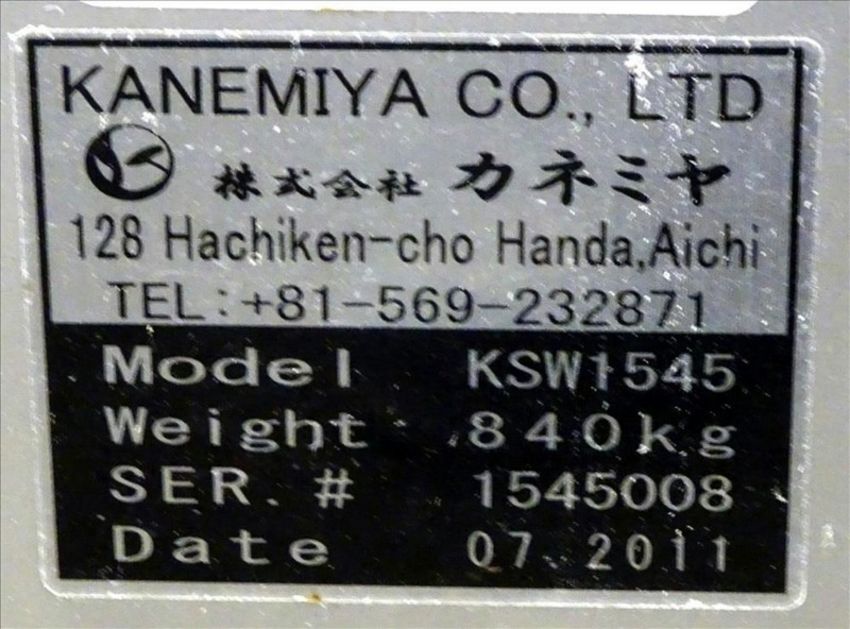 KANEMIYA CO., LTD
株式会社 カネミヤ
128 Hachiken-cho Handa,Aichi
TEL:+81-569-232871
Model KSW1545
Weight 840kg
SER. # 1545008
Date 07. 2011